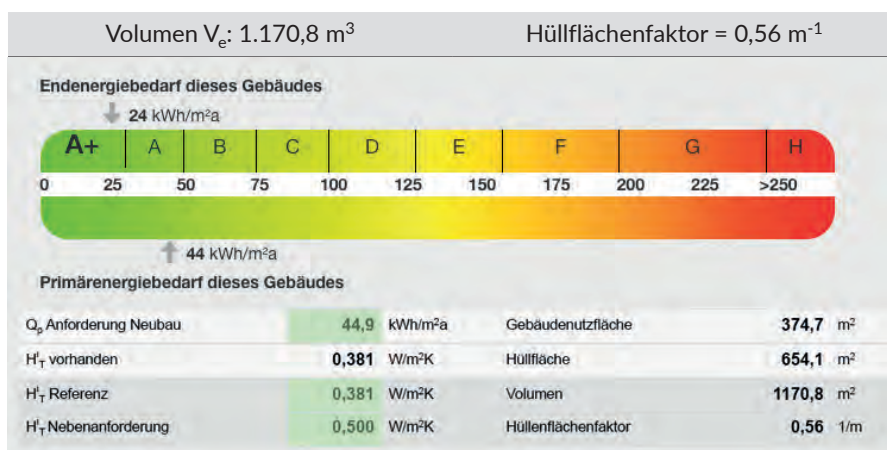 Volumen Ve: 1.170,8 m³ Hüllflächenfaktor = 0,56 m-1
Endenergiebedarf dieses Gebäudes
24 kWh/m²a
A+ A B C D E F G H
0 25 50 75 100 125 150 175 200 225 >250
44 kWh/m²a
Primärenergiebedarf dieses Gebäudes
Qp Anforderung Neubau 44,9 kWh/m²a Gebäudenutzfläche 374,7 m²
H'T vorhanden 0,381 W/m²K Hüllfläche 654,1 m²
H'T Referenz 0,381 W/m²K Volumen 1170,8 m²
H'T Nebenanforderung 0,500 W/m²K Hüllenflächenfaktor 0,56 1/m